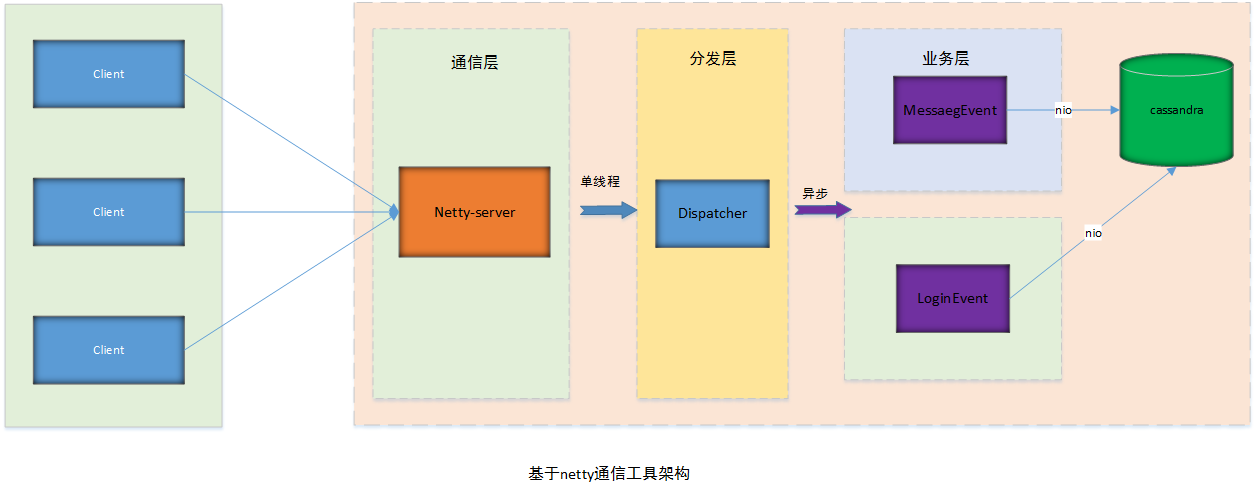 Client
Client
Client
通信层
Netty-server
单线程
分发层
Dispatcher
异步
业务层
MessaegEvent
nio
LoginEvent
nio
cassandra
基于netty通信工具架构